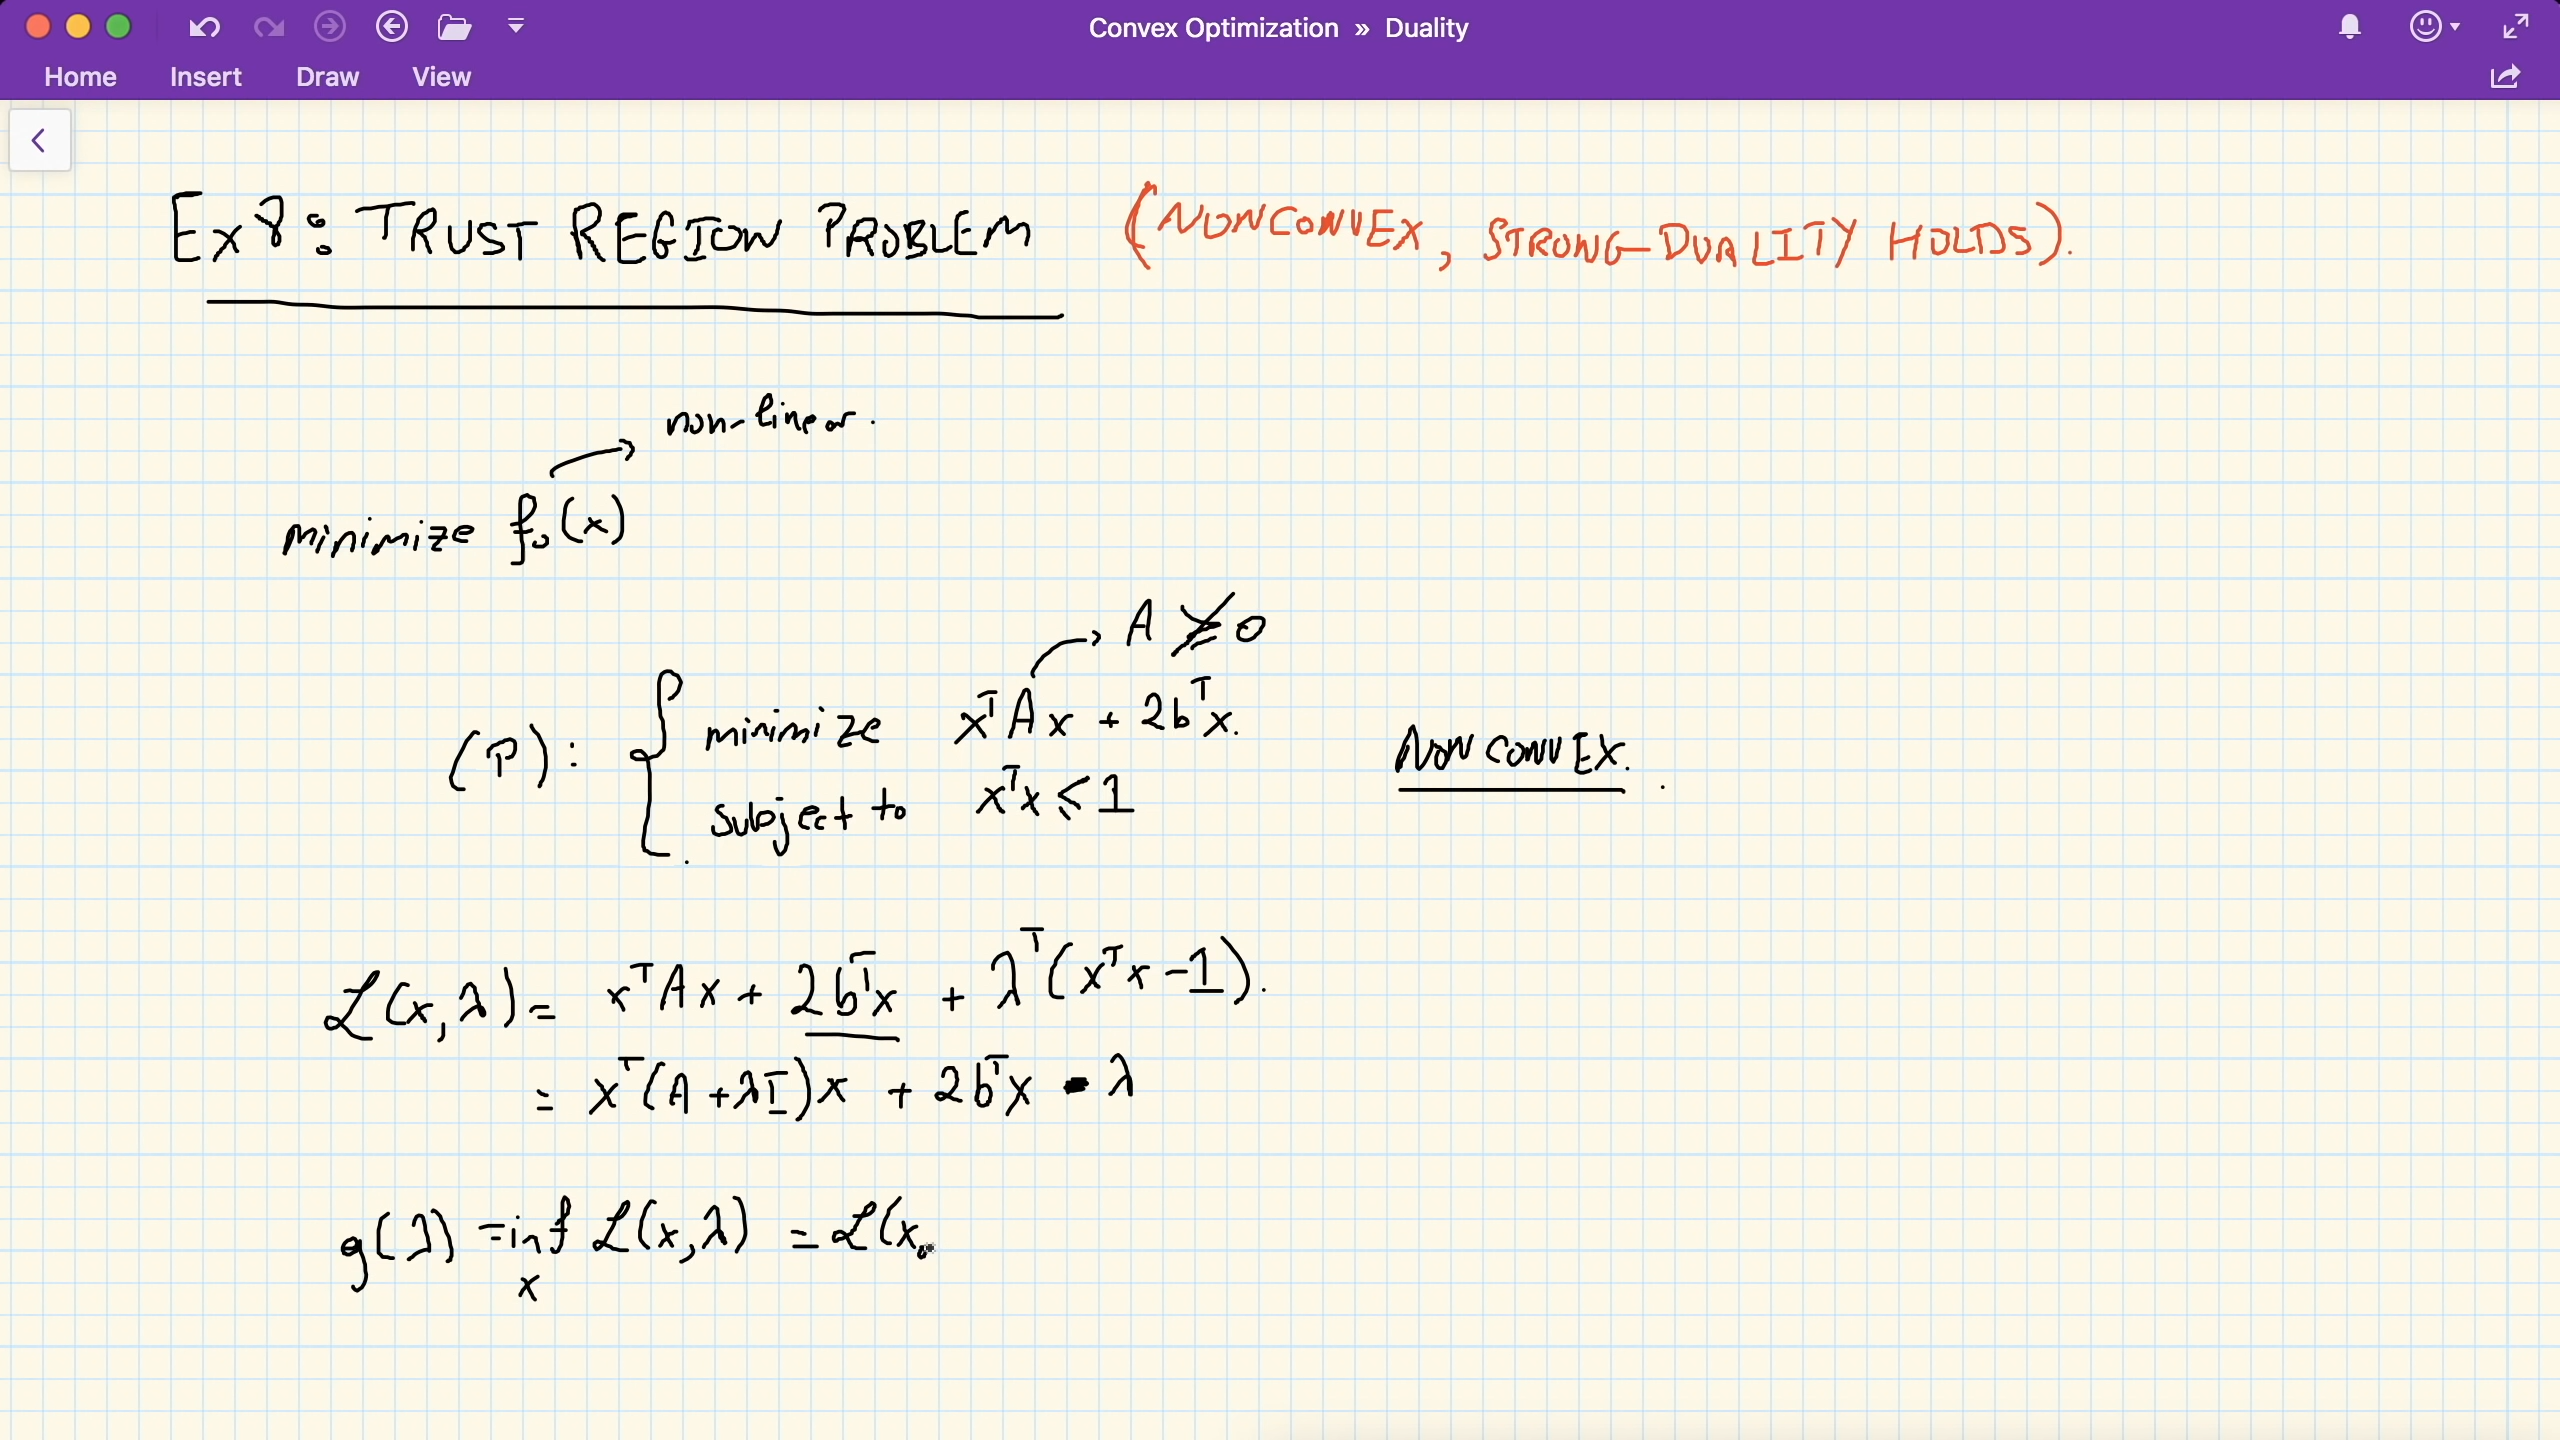 Convex Optimization » Duality
Home Insert Draw View
Ex 8: TRUST REGION PROBLEM (NONCONVEX, STRONG-DUALITY HOLDS).
non-linear.
minimize f₀(x)
A ⋡ 0
(P): { minimize xᵀAx + 2bᵀx.
subject to xᵀx ≤ 1
NONCONVEX.
ℒ(x,λ) = xᵀAx + 2bᵀx + λᵀ(xᵀx - 1).
= xᵀ(A + λI)x + 2bᵀx - λ
g(λ) = inf ℒ(x,λ) = ℒ(x₀
x